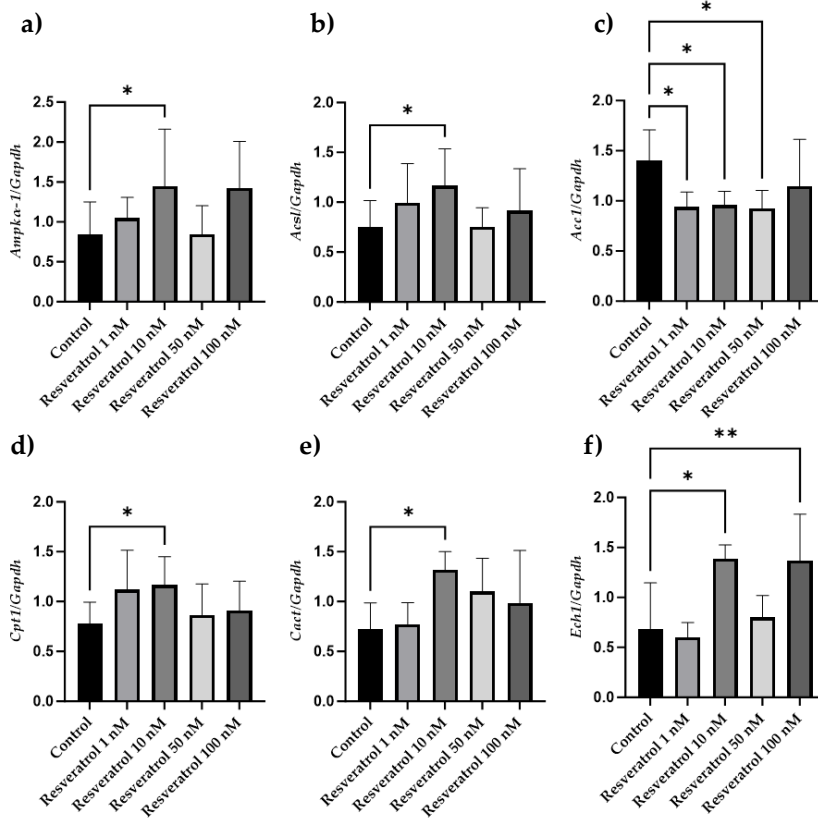 a)
*
2.5
2.0
1.5
1.0
0.5
0.0
Ampkα-1/Gapdh
Control
Resveratrol 1 nM
Resveratrol 10 nM
Resveratrol 50 nM
Resveratrol 100 nM
b)
*
2.0
1.5
1.0
0.5
0.0
Acsl/Gapdh
Control
Resveratrol 1 nM
Resveratrol 10 nM
Resveratrol 50 nM
Resveratrol 100 nM
c)
*
*
*
2.0
1.5
1.0
0.5
0.0
Acc1/Gapdh
Control
Resveratrol 1 nM
Resveratrol 10 nM
Resveratrol 50 nM
Resveratrol 100 nM
d)
*
2.0
1.5
1.0
0.5
0.0
Cpt1/Gapdh
Control
Resveratrol 1 nM
Resveratrol 10 nM
Resveratrol 50 nM
Resveratrol 100 nM
e)
*
2.0
1.5
1.0
0.5
0.0
Cact/Gapdh
Control
Resveratrol 1 nM
Resveratrol 10 nM
Resveratrol 50 nM
Resveratrol 100 nM
f)
**
*
2.0
1.5
1.0
0.5
0.0
Ech1/Gapdh
Control
Resveratrol 1 nM
Resveratrol 10 nM
Resveratrol 50 nM
Resveratrol 100 nM